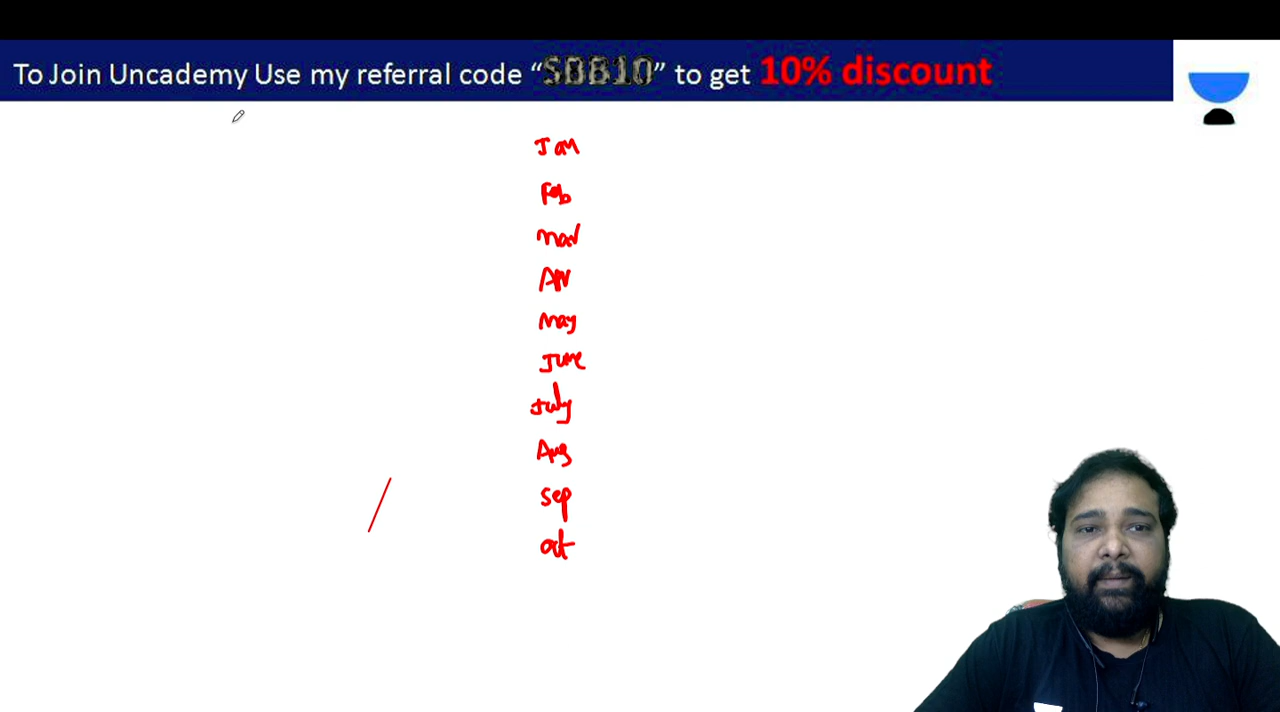 To Join Uncademy Use my referral code “SBB10” to get 10% discount
Jan
Feb
Mar
Apr
May
June
July
Aug
Sep
oct